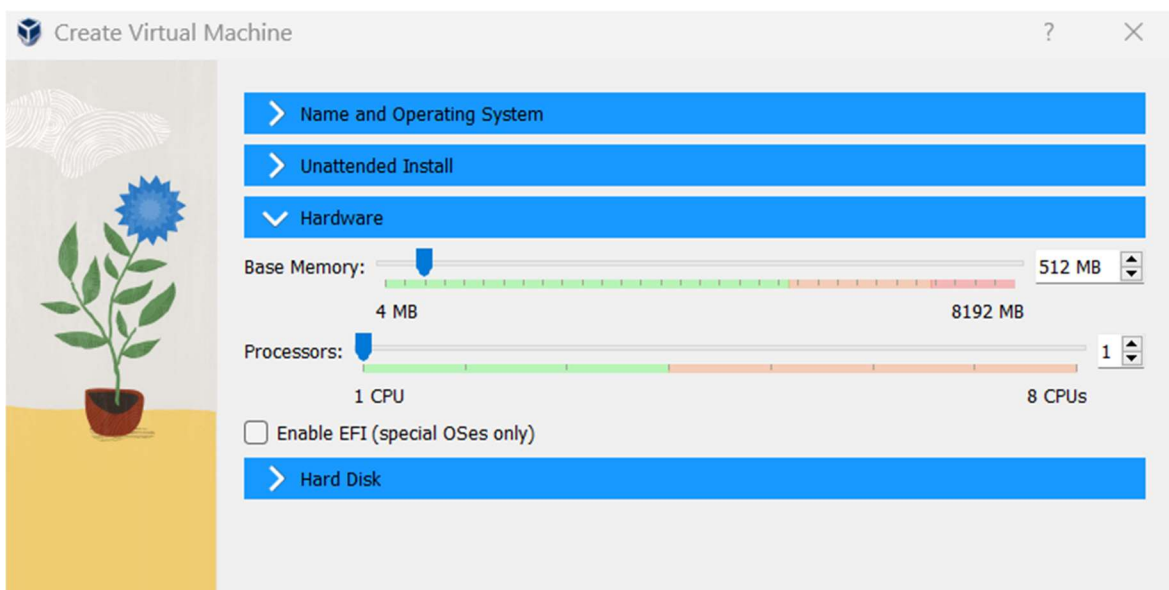 Create Virtual Machine ?
Name and Operating System
Unattended Install
Hardware
Base Memory: 512 MB
4 MB 8192 MB
Processors: 1
1 CPU 8 CPUs
Enable EFI (special OSes only)
Hard Disk